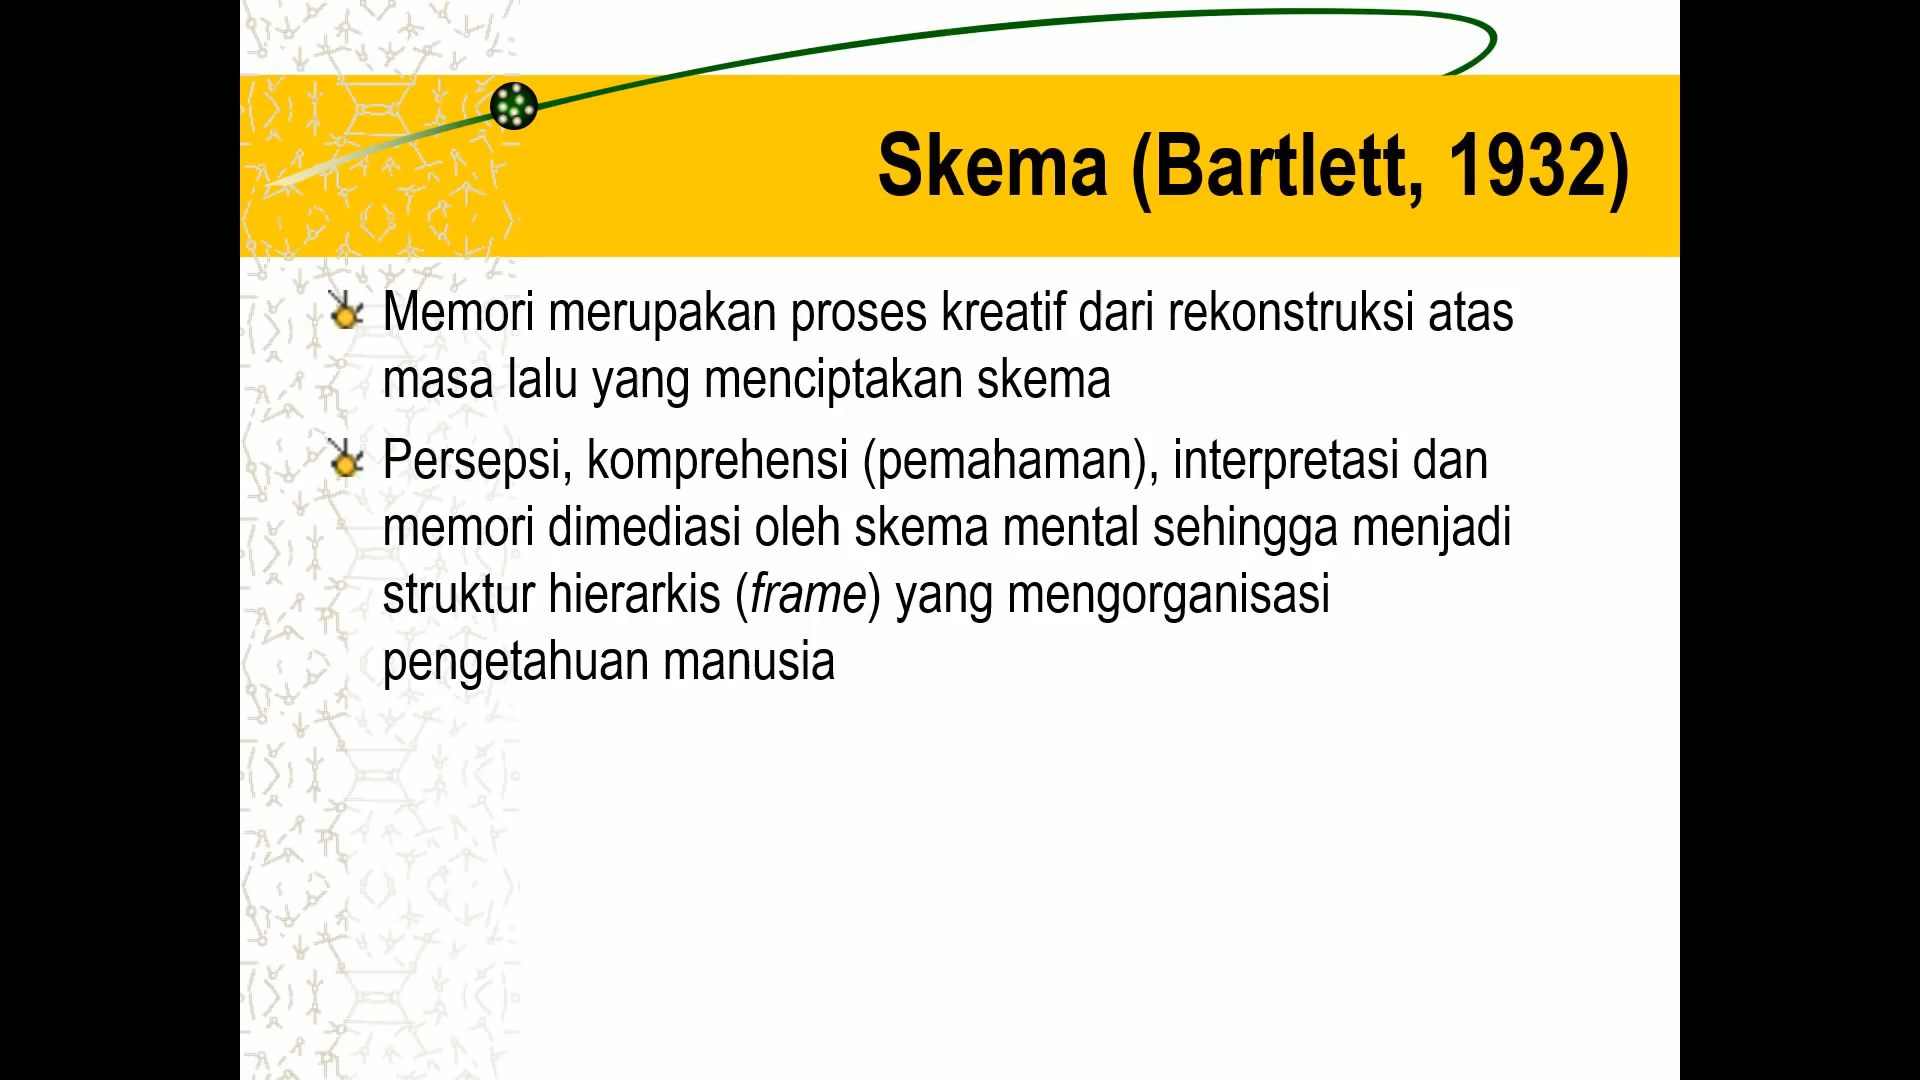 Skema (Bartlett, 1932)
Memori merupakan proses kreatif dari rekonstruksi atas
masa lalu yang menciptakan skema
Persepsi, komprehensi (pemahaman), interpretasi dan
memori dimediasi oleh skema mental sehingga menjadi
struktur hierarkis (frame) yang mengorganisasi
pengetahuan manusia